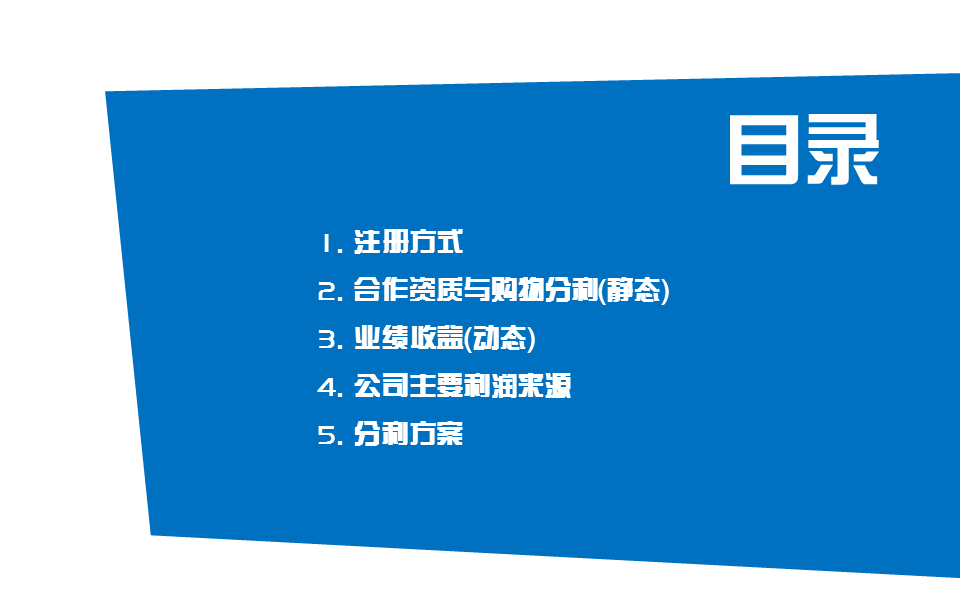 目录
1. 注册方式
2. 合作资质与购物分利(静态)
3. 业绩收益(动态)
4. 公司主要利润来源
5. 分利方案